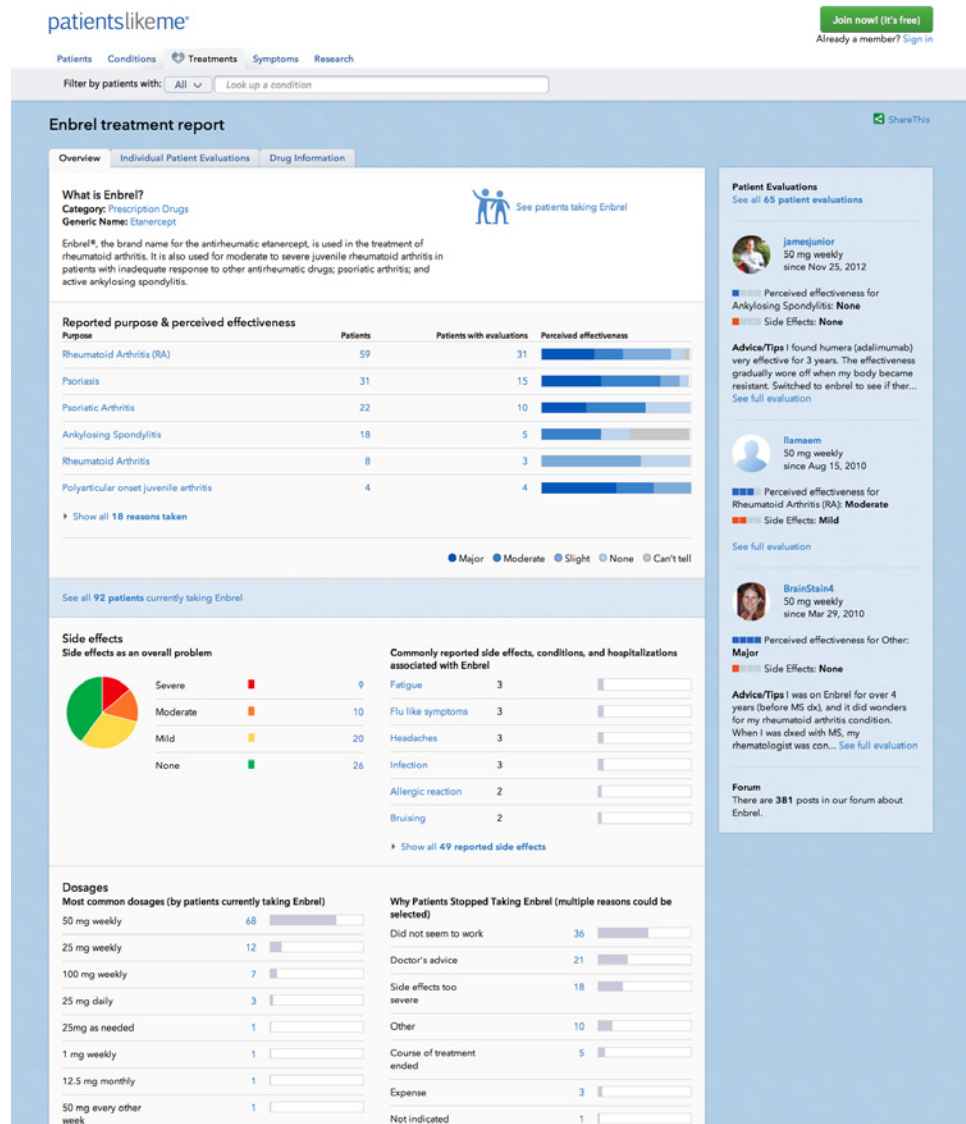 patientslikeme®
Join now! (It's free)
Already a member? Sign in
Patients Conditions Treatments Symptoms Research
Filter by patients with: All Look up a condition
Enbrel treatment report
ShareThis
Overview Individual Patient Evaluations Drug Information
What is Enbrel?
Category: Prescription Drugs
Generic Name: Etanercept
See patients taking Enbrel
Enbrel®, the brand name for the antirheumatic etanercept, is used in the treatment of
rheumatoid arthritis. It is also used for moderate to severe juvenile rheumatoid arthritis in
patients with inadequate response to other antirheumatic drugs; psoriatic arthritis; and
active ankylosing spondylitis.
Reported purpose & perceived effectiveness
Purpose Patients Patients with evaluations Perceived effectiveness
Rheumatoid Arthritis (RA) 59 31
Psoriasis 31 15
Psoriatic Arthritis 22 10
Ankylosing Spondylitis 18 5
Rheumatoid Arthritis 8 3
Polyarticular onset juvenile arthritis 4 4
Show all 18 reasons taken
Major Moderate Slight None Can't tell
See all 92 patients currently taking Enbrel
Side effects
Side effects as an overall problem
Severe 9
Moderate 10
Mild 20
None 26
Commonly reported side effects, conditions, and hospitalizations
associated with Enbrel
Fatigue 3
Flu like symptoms 3
Headaches 3
Infection 3
Allergic reaction 2
Bruising 2
Show all 49 reported side effects
Dosages
Most common dosages (by patients currently taking Enbrel)
50 mg weekly 68
25 mg weekly 12
100 mg weekly 7
25 mg daily 3
25mg as needed 1
1 mg weekly 1
12.5 mg monthly 1
50 mg every other 1
week
Why Patients Stopped Taking Enbrel (multiple reasons could be
selected)
Did not seem to work 36
Doctor's advice 21
Side effects too 18
severe
Other 10
Course of treatment 5
ended
Expense 3
Not indicated 1
Patient Evaluations
See all 65 patient evaluations
jamesjunior
50 mg weekly
since Nov 25, 2012
Perceived effectiveness for
Ankylosing Spondylitis: None
Side Effects: None
Advice/Tips I found humera (adalimumab)
very effective for 3 years. The effectiveness
gradually wore off when my body became
resistant. Switched to enbrel to see if ther...
See full evaluation
llamaem
50 mg weekly
since Aug 15, 2010
Perceived effectiveness for
Rheumatoid Arthritis (RA): Moderate
Side Effects: Mild
See full evaluation
BrainStain4
50 mg weekly
since Mar 29, 2010
Perceived effectiveness for Other:
Major
Side Effects: None
Advice/Tips I was on Enbrel for over 4
years (before MS dx), and it did wonders
for my rheumatoid arthritis condition.
When I was dxed with MS, my
rhematologist was con... See full evaluation
Forum
There are 381 posts in our forum about
Enbrel.